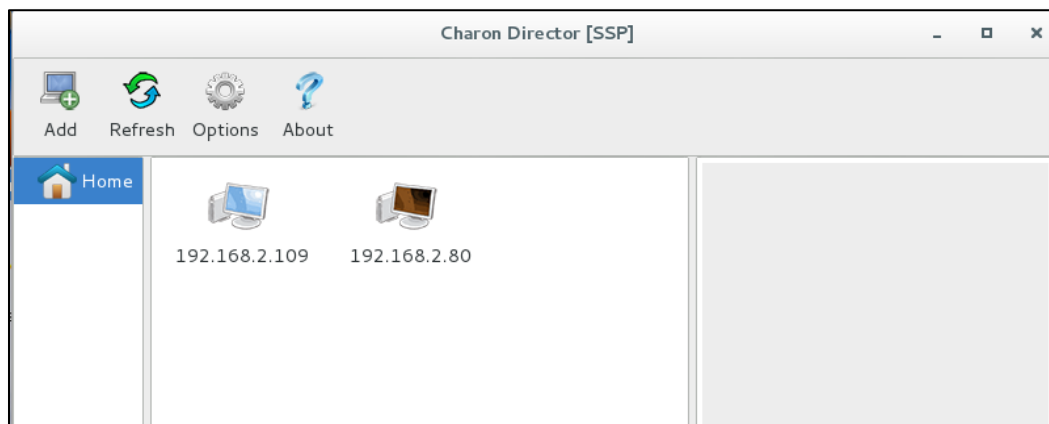 Charon Director [SSP]
Add Refresh Options About
Home
192.168.2.109 192.168.2.80